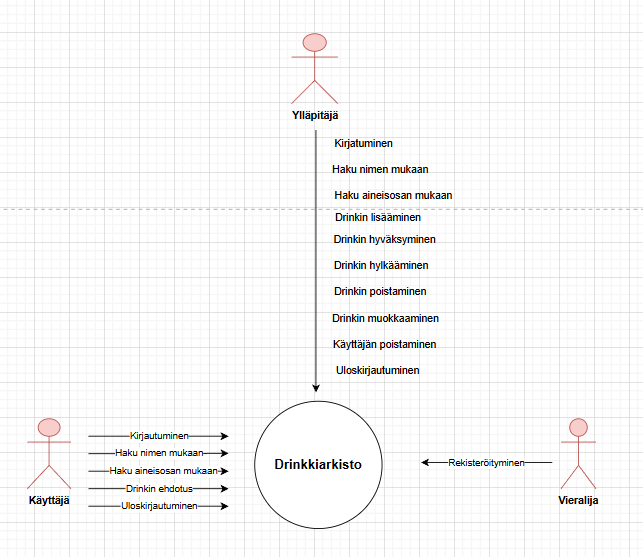 Ylläpitäjä
Kirjatuminen
Haku nimen mukaan
Haku aineisosan mukaan
Drinkin lisääminen
Drinkin hyväksyminen
Drinkin hylkääminen
Drinkin poistaminen
Drinkin muokkaaminen
Käyttäjän poistaminen
Uloskirjautuminen
Kirjautuminen
Haku nimen mukaan
Haku aineisosan mukaan
Drinkin ehdotus
Uloskirjautuminen
Käyttäjä
Drinkkiarkisto
Rekisteröityminen
Vieralija